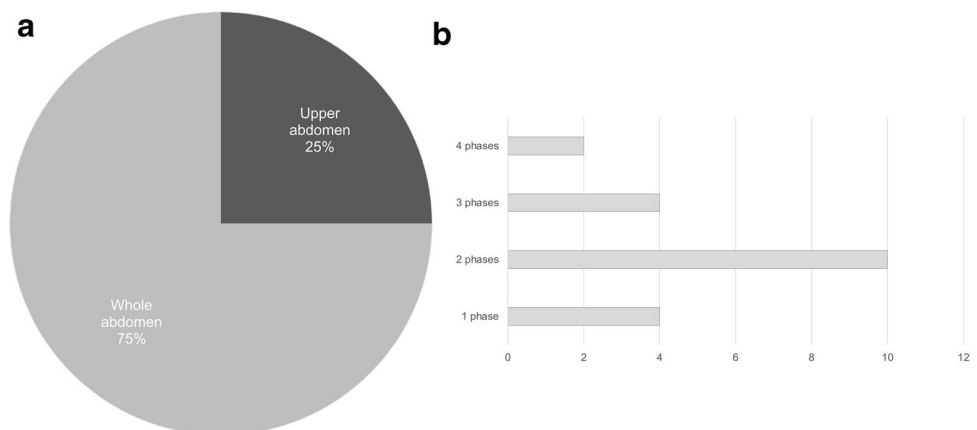 a
Upper
abdomen
25%
Whole
abdomen
75%
b
4 phases
3 phases
2 phases
1 phase
0 2 4 6 8 10 12